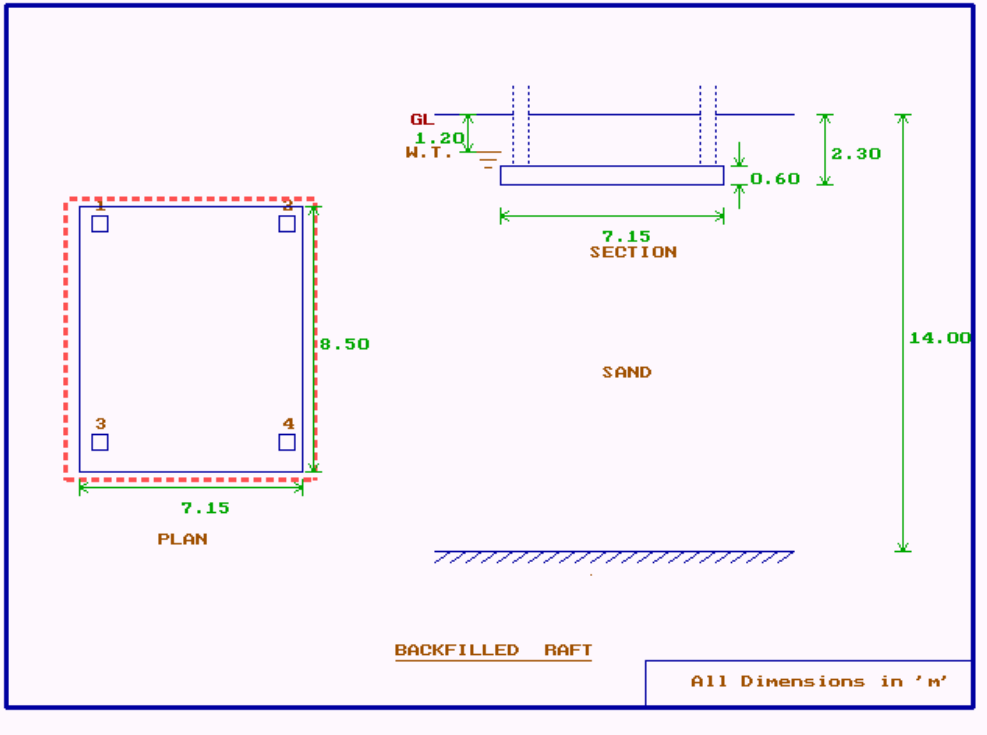 GL
1.20
W.T.
2.30
0.60
7.15
SECTION
1 2
8.50
14.00
SAND
3 4
7.15
PLAN
BACKFILLED RAFT
All Dimensions in 'm'